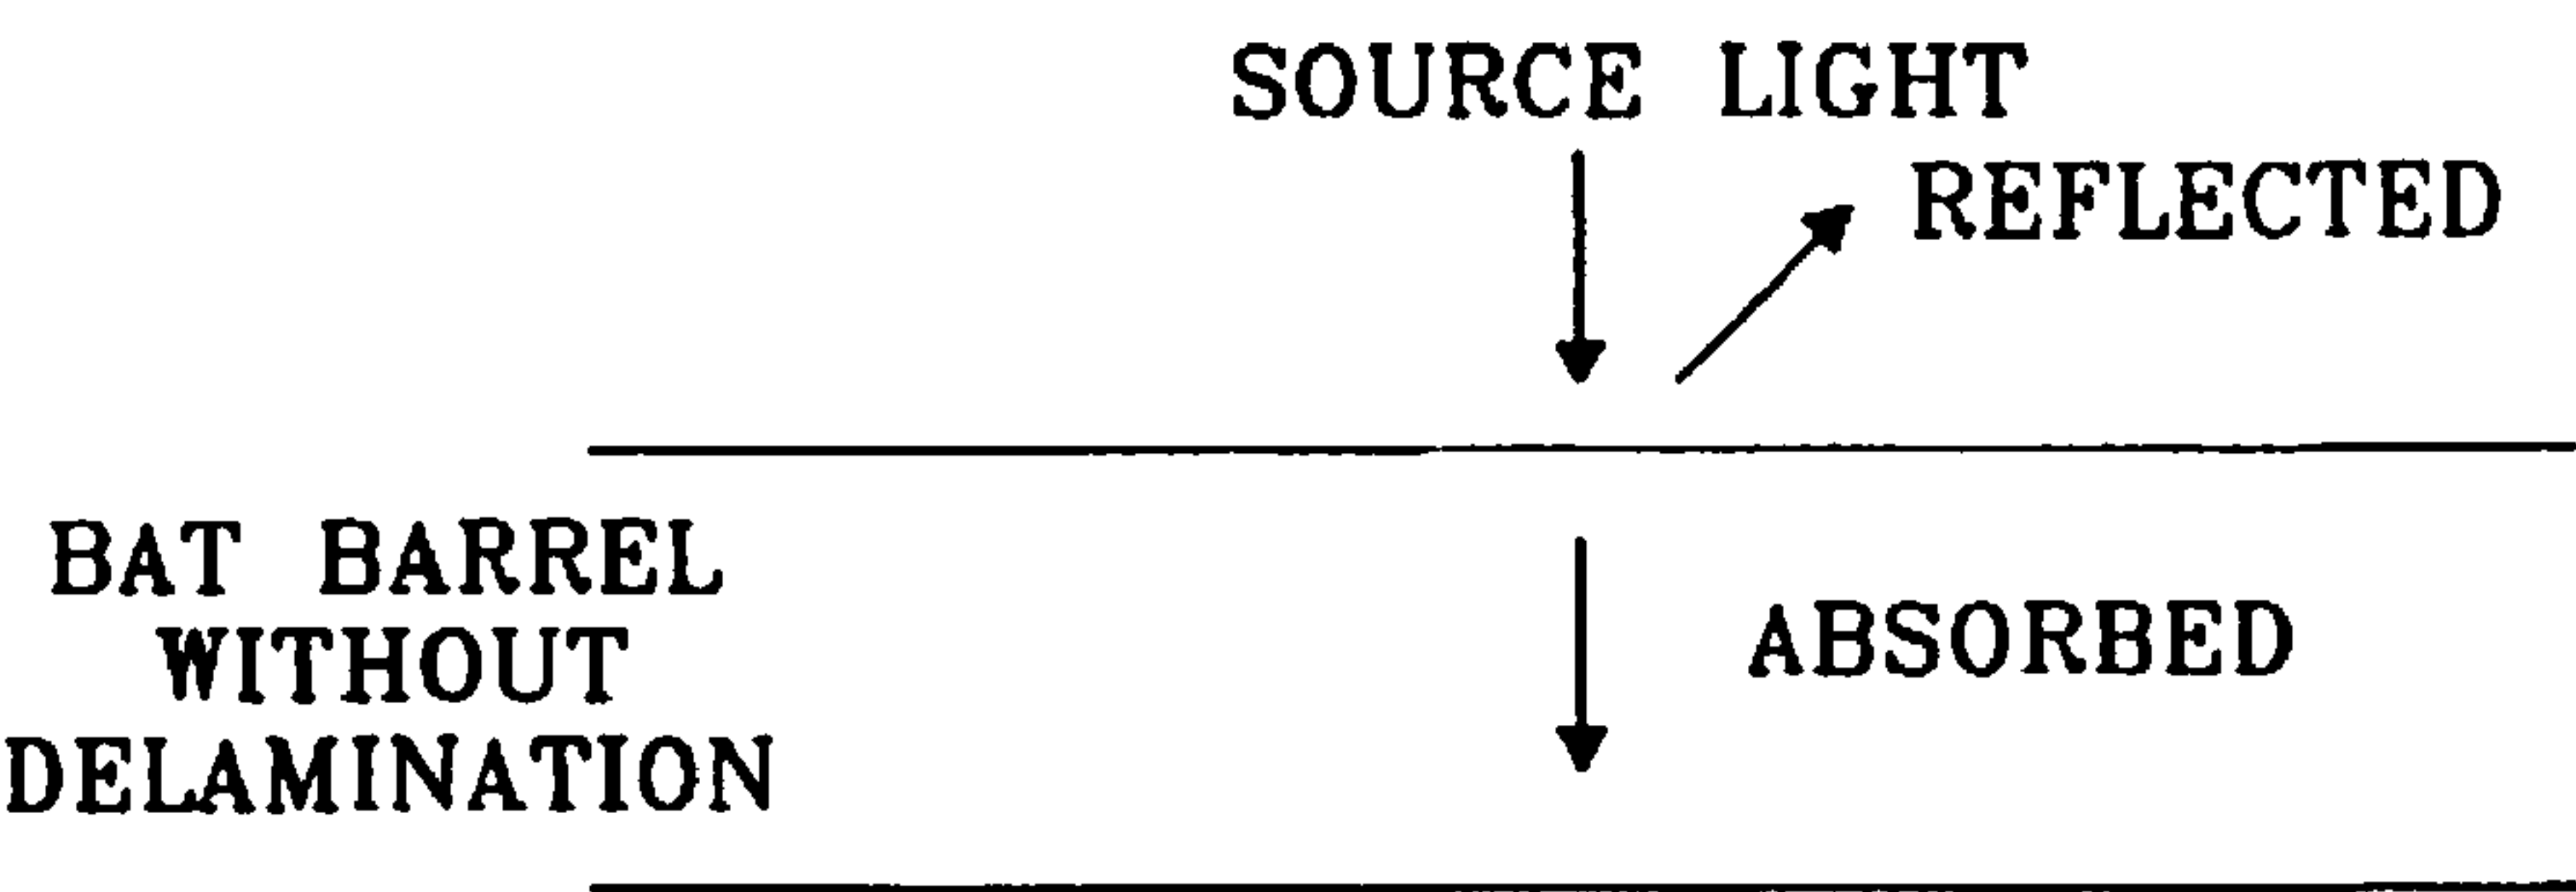 SOURCE LIGHT
REFLECTED
BAT BARREL
WITHOUT
DELAMINATION
ABSORBED